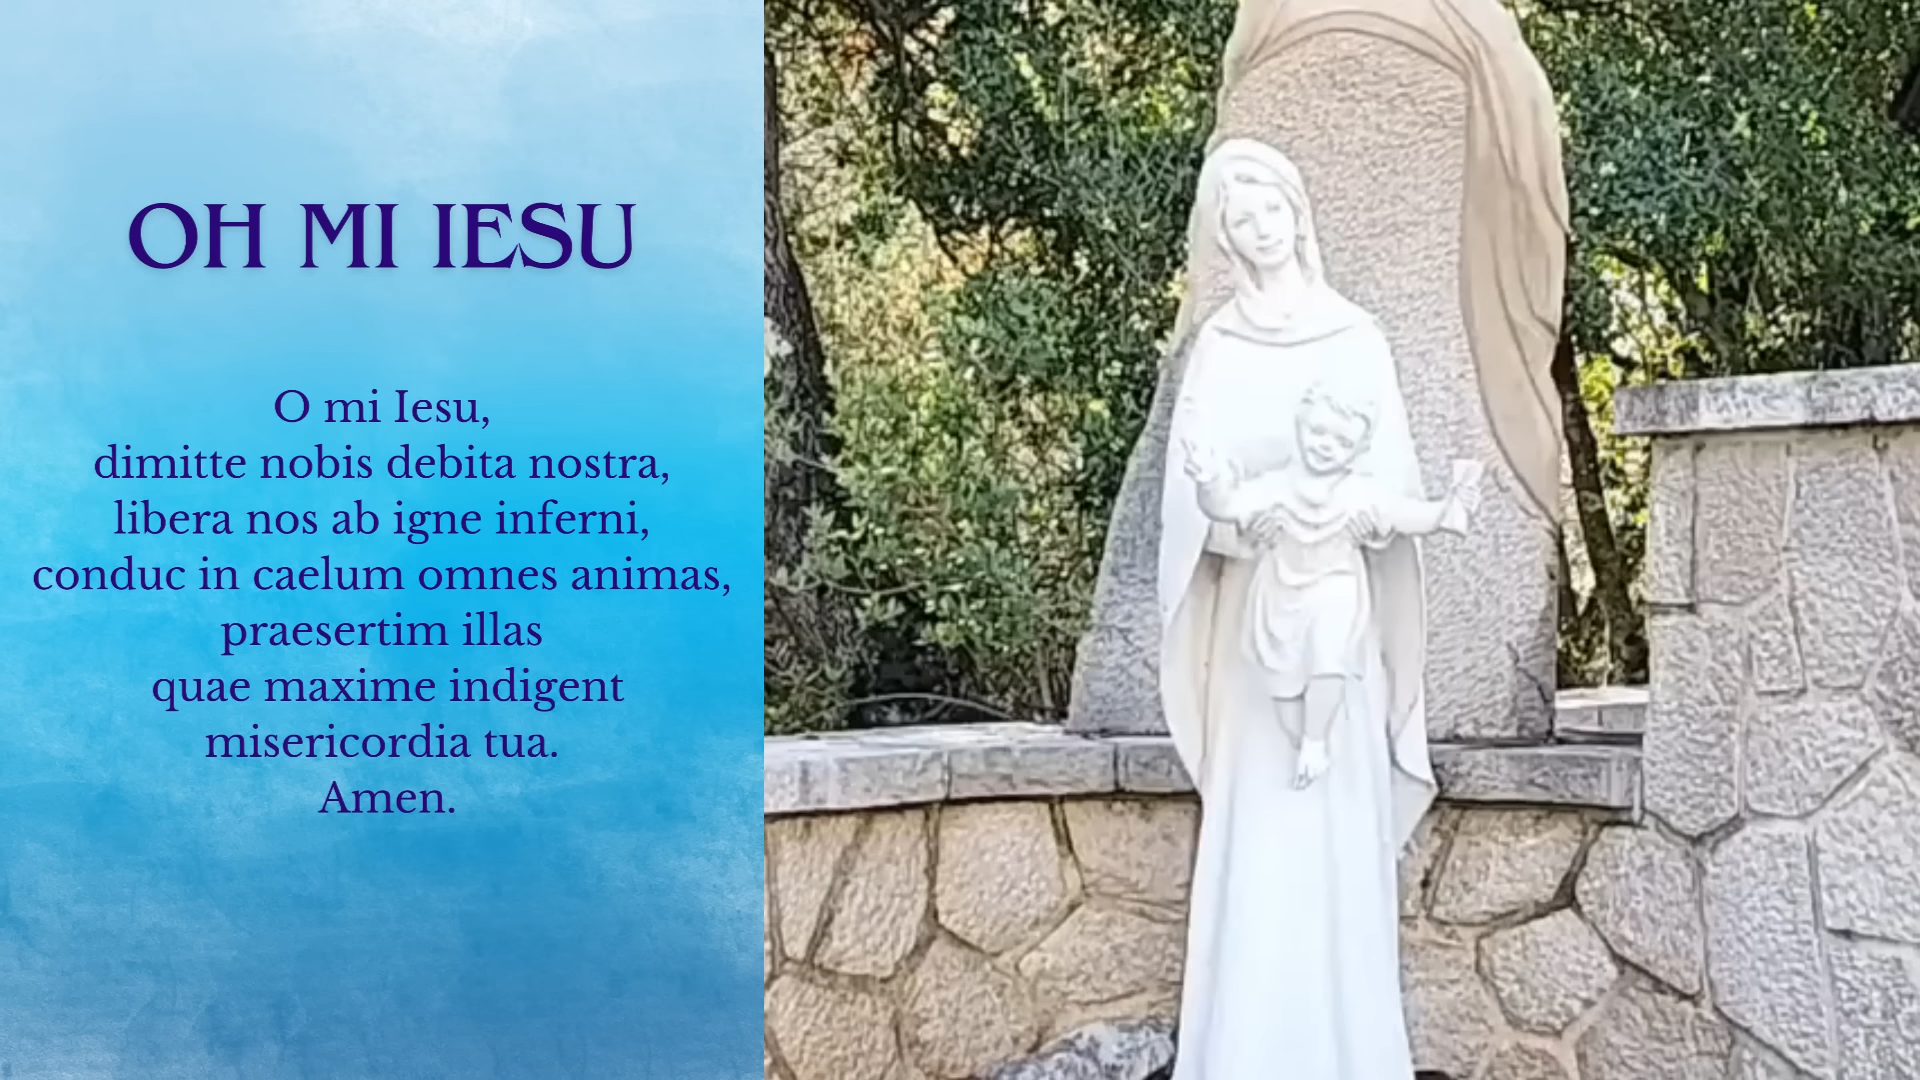 OH MI IESU
O mi Iesu,
dimitte nobis debita nostra,
libera nos ab igne inferni,
conduc in caelum omnes animas,
praesertim illas
quae maxime indigent
misericordia tua.
Amen.